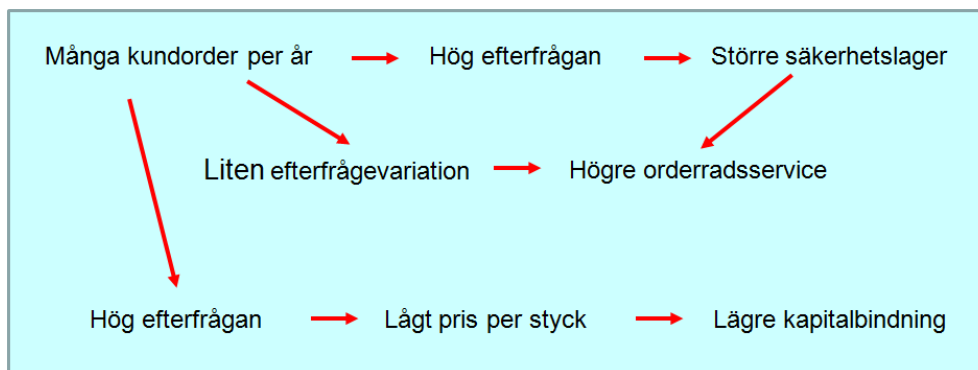 Många kundorder per år Hög efterfrågan Större säkerhetslager
Liten efterfrågevariation Högre orderradsservice
Hög efterfrågan Lågt pris per styck Lägre kapitalbindning